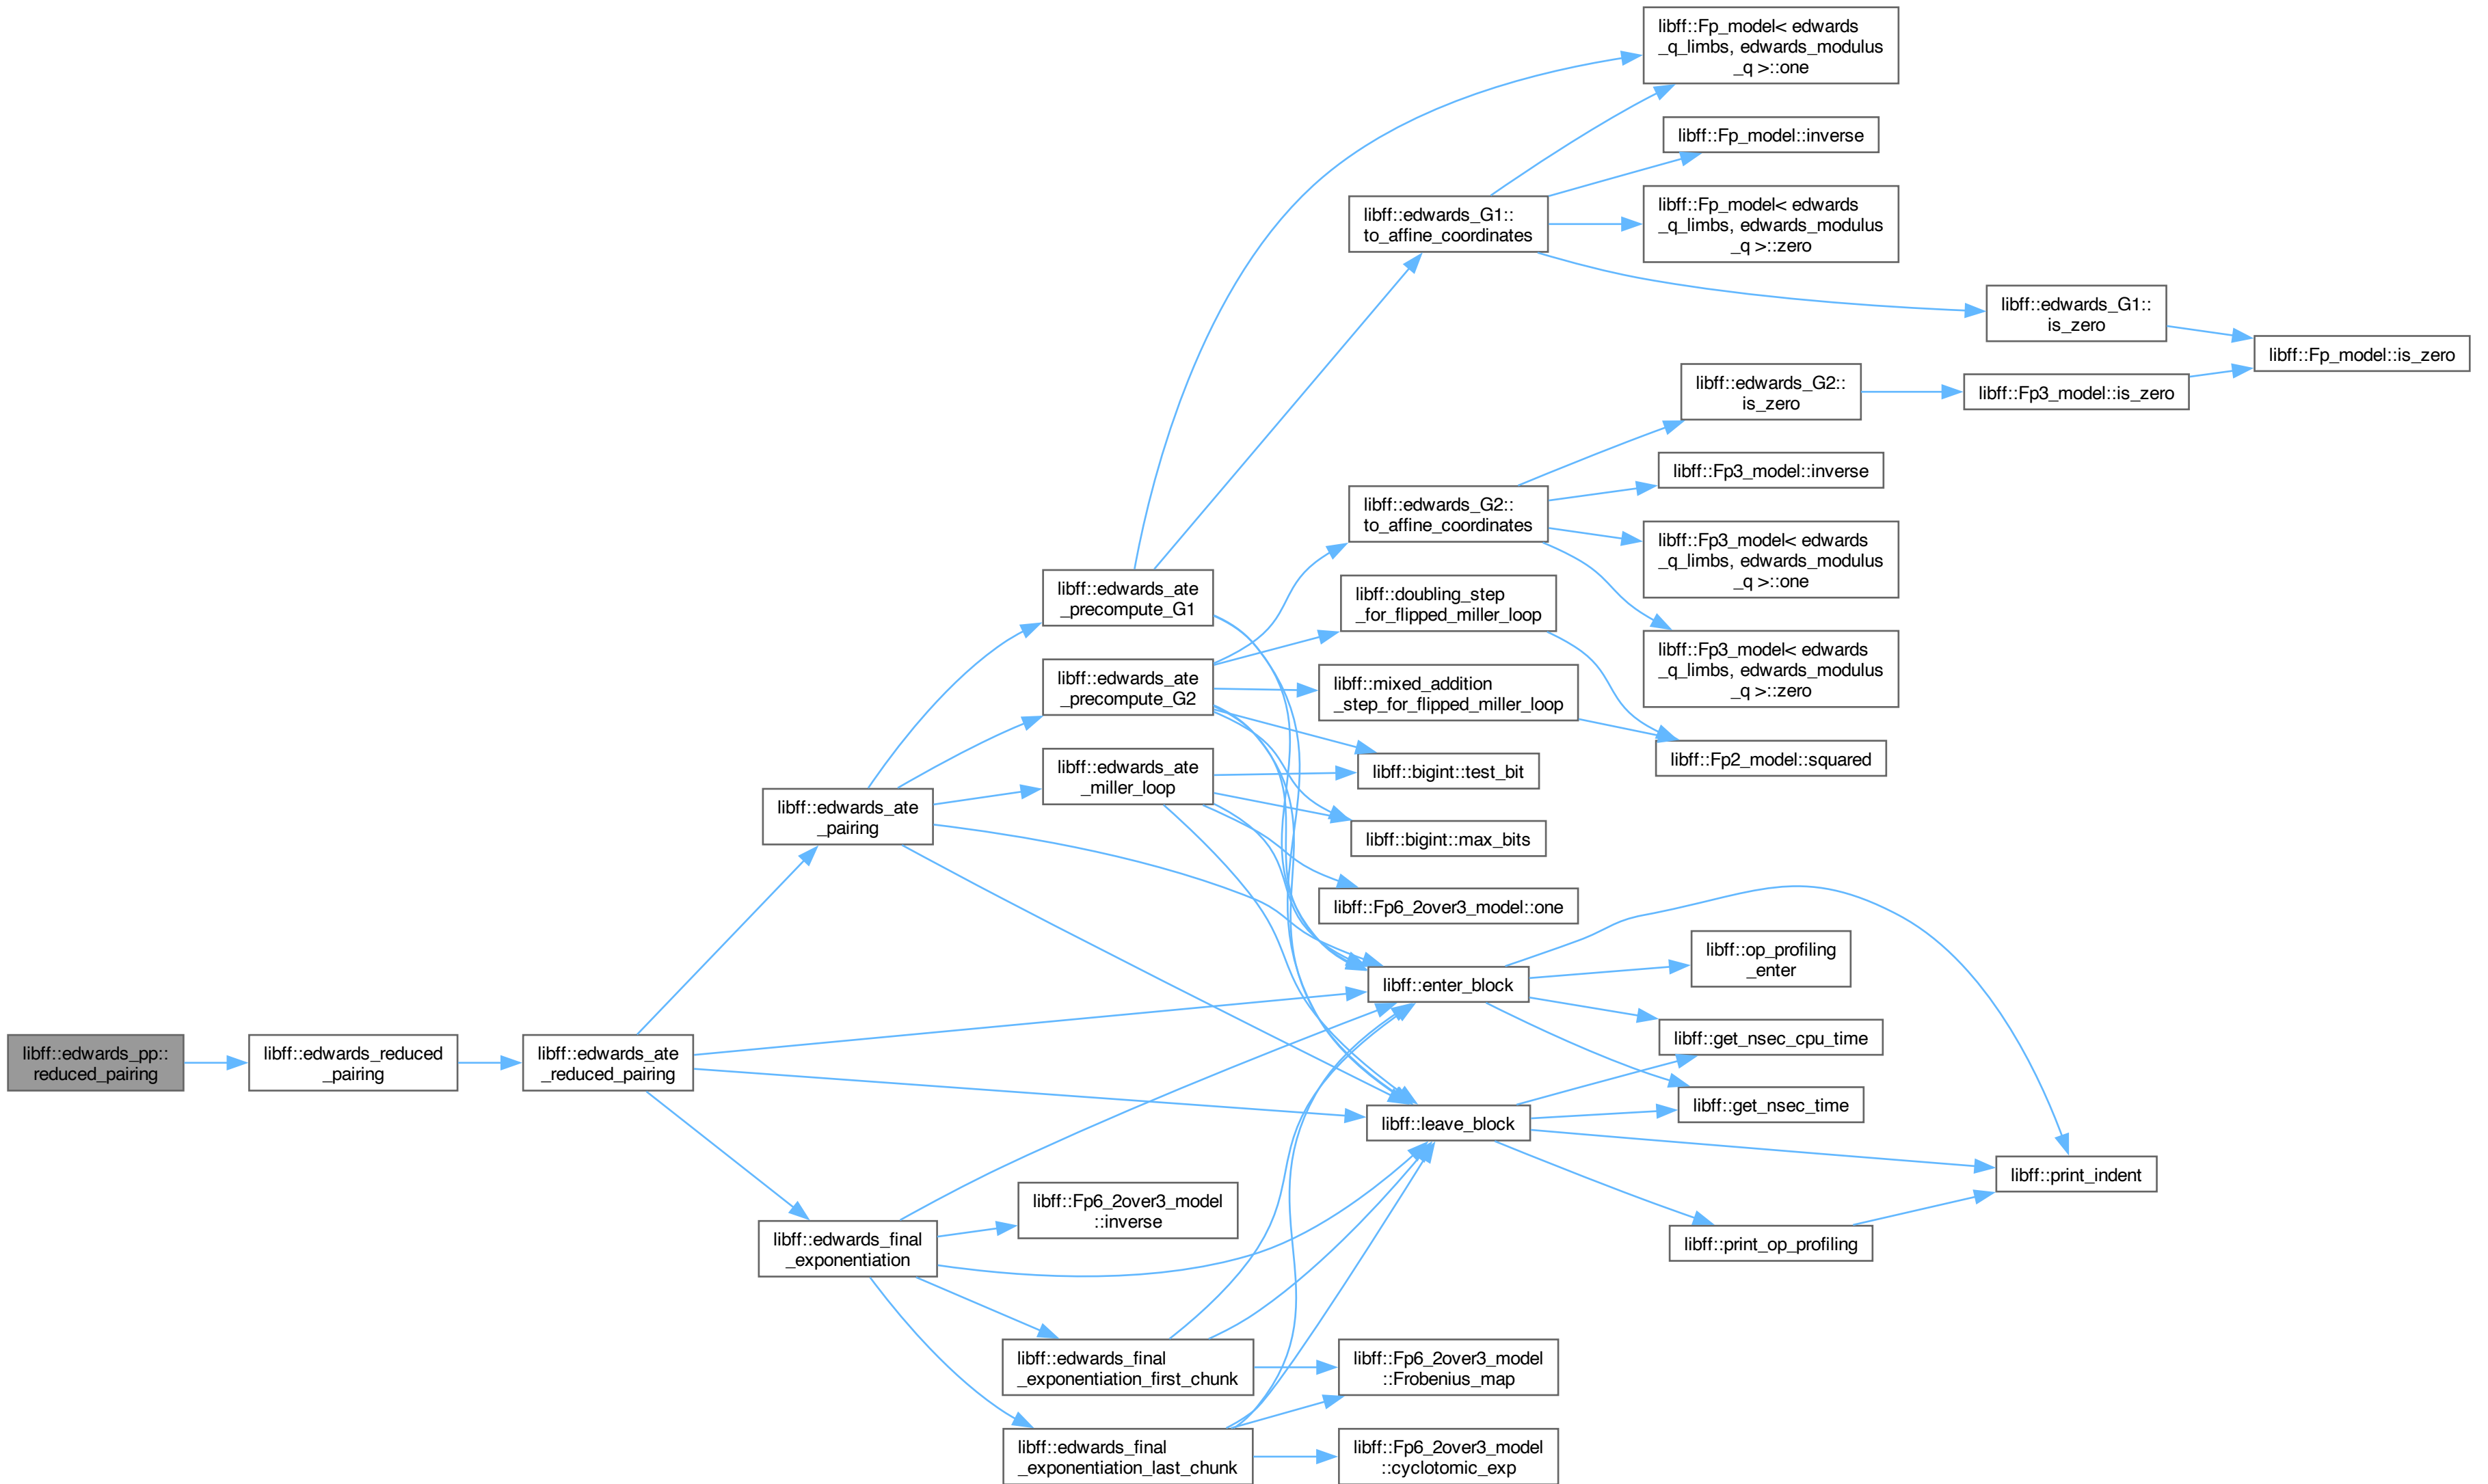 libff::edwards_pp::
reduced_pairing
libff::edwards_reduced
_pairing
libff::edwards_ate
_reduced_pairing
libff::edwards_ate
_pairing
libff::edwards_final
_exponentiation
libff::edwards_ate
_precompute_G1
libff::edwards_ate
_precompute_G2
libff::edwards_ate
_miller_loop
libff::Fp6_2over3_model
::inverse
libff::edwards_final
_exponentiation_first_chunk
libff::edwards_final
_exponentiation_last_chunk
libff::edwards_G1::
to_affine_coordinates
libff::edwards_G2::
to_affine_coordinates
libff::doubling_step
_for_flipped_miller_loop
libff::mixed_addition
_step_for_flipped_miller_loop
libff::bigint::test_bit
libff::bigint::max_bits
libff::Fp6_2over3_model::one
libff::enter_block
libff::leave_block
libff::Fp6_2over3_model
::Frobenius_map
libff::Fp6_2over3_model
::cyclotomic_exp
libff::Fp_model< edwards
_q_limbs, edwards_modulus
_q >::one
libff::Fp_model::inverse
libff::Fp_model< edwards
_q_limbs, edwards_modulus
_q >::zero
libff::edwards_G2::
is_zero
libff::Fp3_model::inverse
libff::Fp3_model< edwards
_q_limbs, edwards_modulus
_q >::one
libff::Fp3_model< edwards
_q_limbs, edwards_modulus
_q >::zero
libff::Fp2_model::squared
libff::op_profiling
_enter
libff::get_nsec_cpu_time
libff::get_nsec_time
libff::print_op_profiling
libff::edwards_G1::
is_zero
libff::Fp3_model::is_zero
libff::print_indent
libff::Fp_model::is_zero